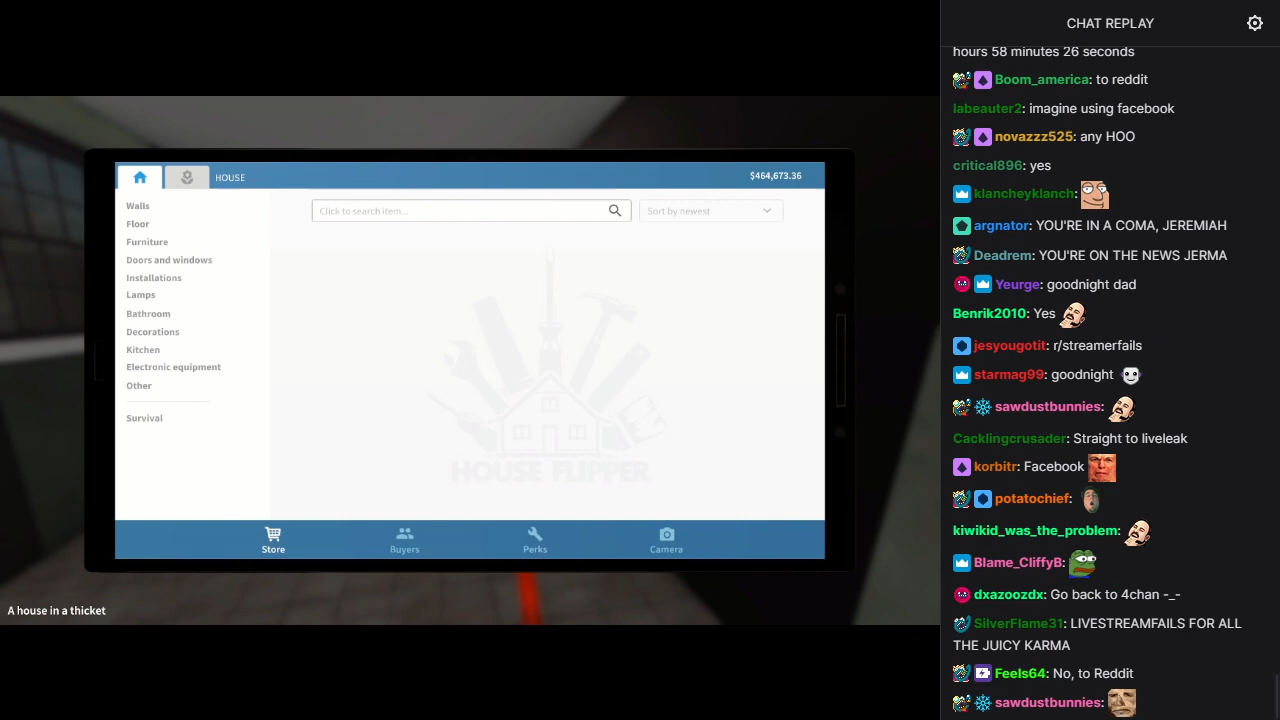 HOUSE
$464,673.36
Walls
Floor
Furniture
Doors and windows
Installations
Lamps
Bathroom
Decorations
Kitchen
Electronic equipment
Other
Survival
Click to search item...
Sort by newest
HOUSE FLIPPER
Store
Buyers
Perks
Camera
A house in a thicket
CHAT REPLAY
hours 58 minutes 26 seconds
Boom_america: to reddit
labeauter2: imagine using facebook
novazzz525: any HOO
critical896: yes
klancheyklanch:
argnator: YOU'RE IN A COMA, JEREMIAH
Deadrem: YOU'RE ON THE NEWS JERMA
Yeurge: goodnight dad
Benrik2010: Yes
jesyougotit: r/streamerfails
starmag99: goodnight
sawdustbunnies:
Cacklingcrusader: Straight to liveleak
korbitr: Facebook
potatochief:
kiwikid_was_the_problem:
Blame_CliffyB:
dxazoozdx: Go back to 4chan -_-
SilverFlame31: LIVESTREAMFAILS FOR ALL
THE JUICY KARMA
Feels64: No, to Reddit
sawdustbunnies: